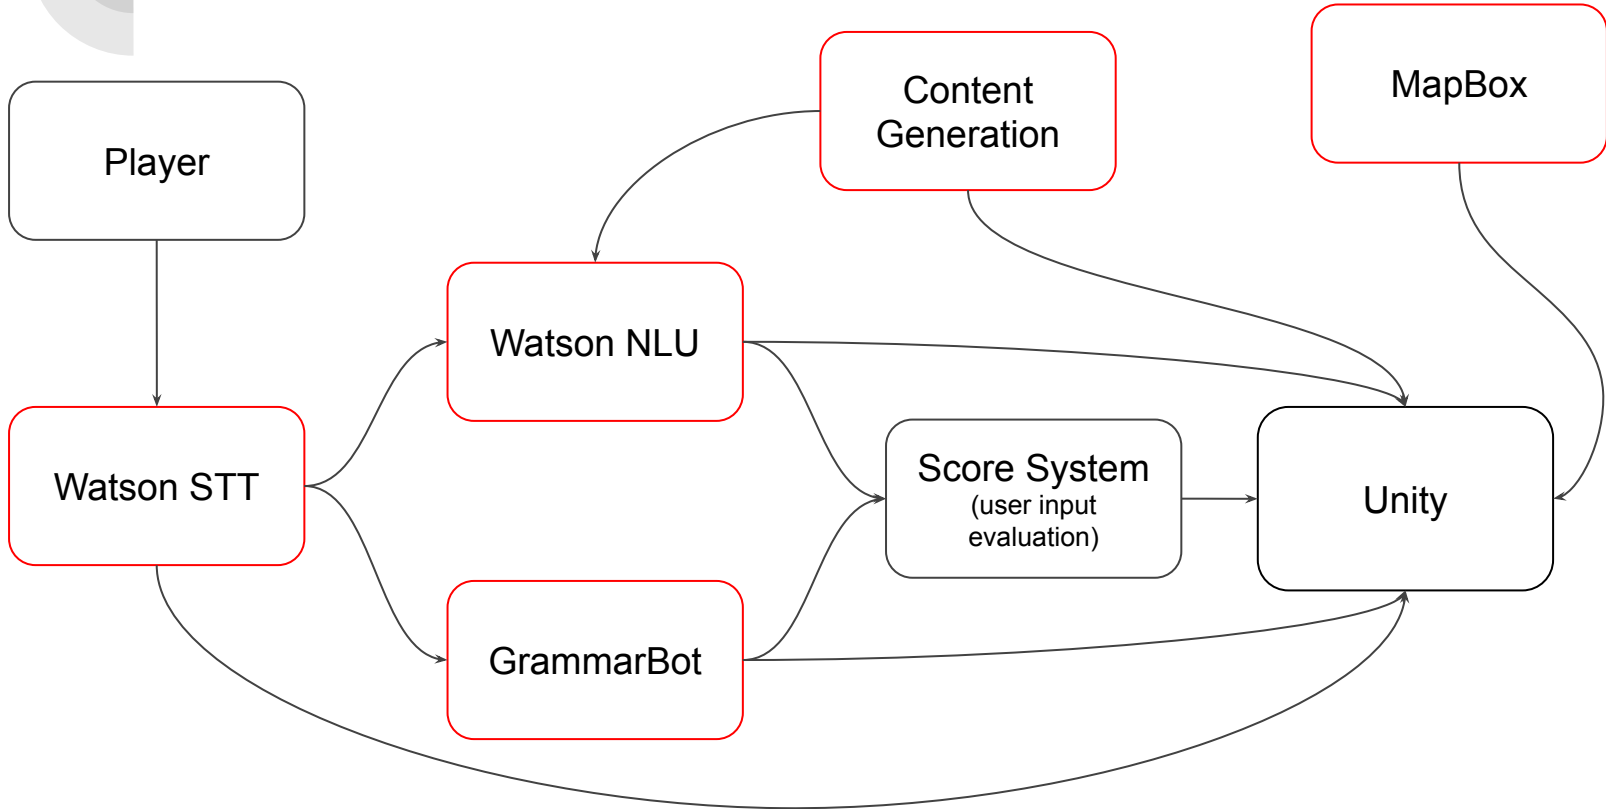 Player
Content
Generation
MapBox
Watson NLU
Watson STT
Score System
(user input
evaluation)
Unity
GrammarBot